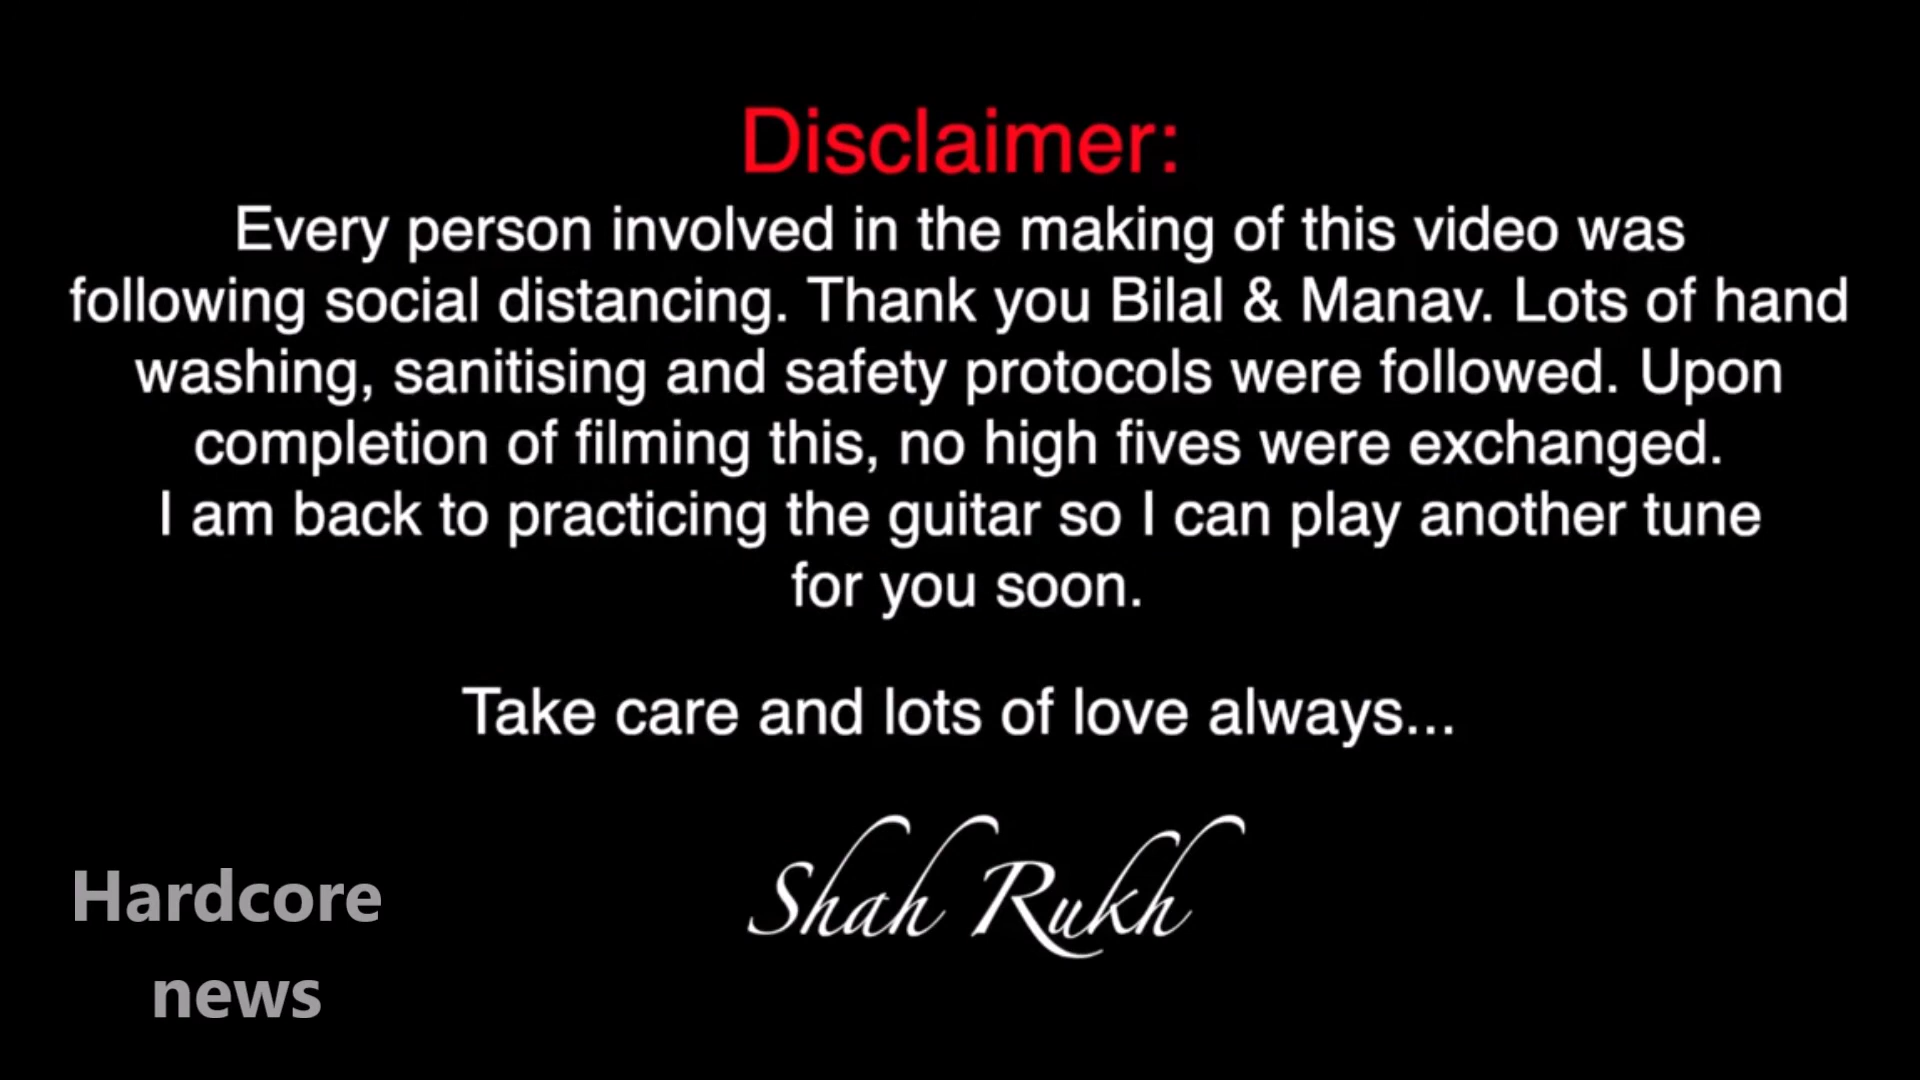 Disclaimer:
Every person involved in the making of this video was
following social distancing. Thank you Bilal & Manav. Lots of hand
washing, sanitising and safety protocols were followed. Upon
completion of filming this, no high fives were exchanged.
I am back to practicing the guitar so I can play another tune
for you soon.
Take care and lots of love always...
Shah Rukh
Hardcore
news